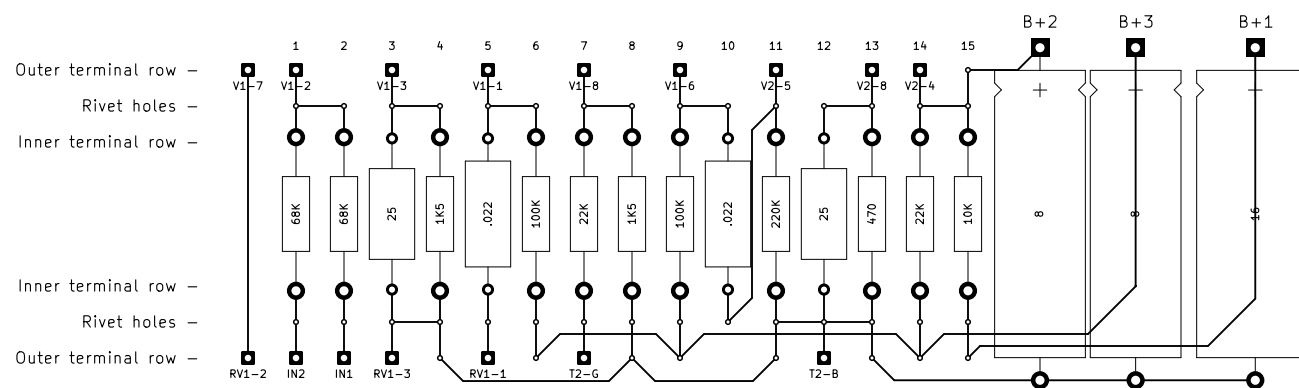 B+2 B+3 B+1
1 2 3 4 5 6 7 8 9 10 11 12 13 14 15
Outer terminal row –
V1-7 V1-2 V1-3 V1-1 V1-8 V1-6 V2-5 V2-8 V2-4
Rivet holes –
Inner terminal row –
68K 68K 25 1K5 .022 100K 22K 1K5 100K .022 220K 25 470 22K 10K 8 8 16
Inner terminal row –
Rivet holes –
Outer terminal row –
RV1-2 IN2 IN1 RV1-3 RV1-1 T2-G T2-B